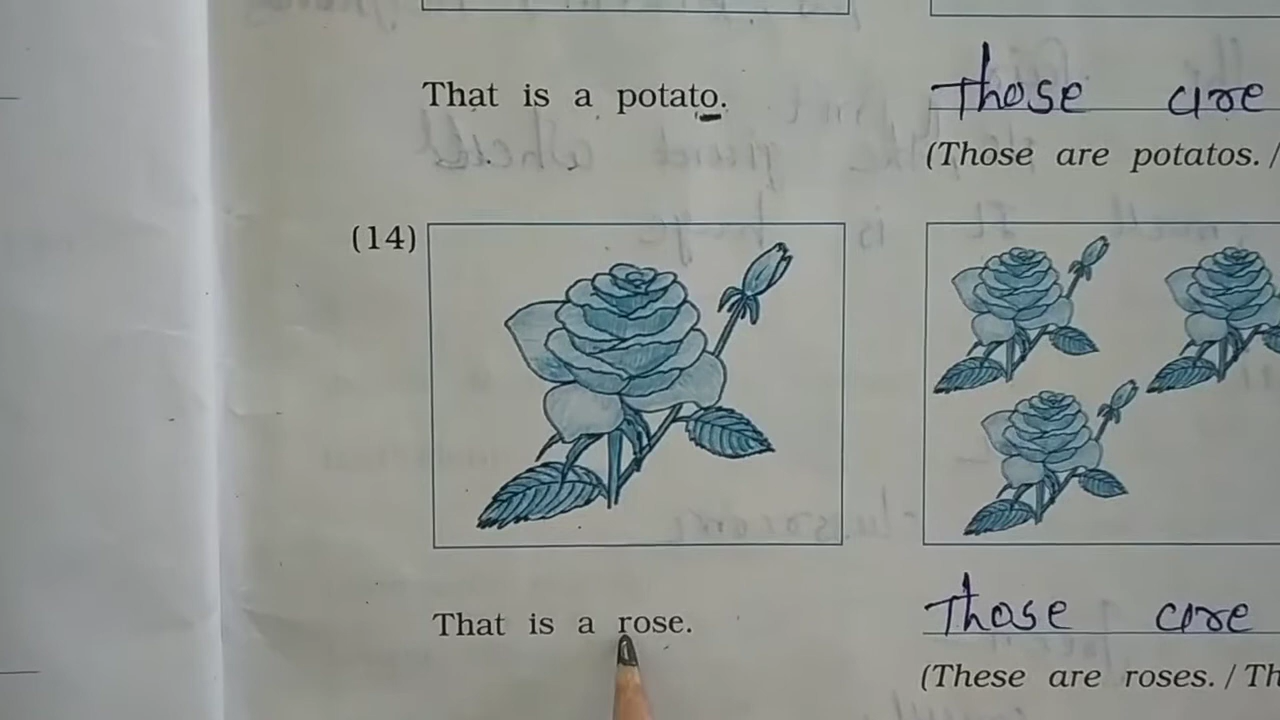 That is a potato.
Those are
(Those are potatos. /
(14)
That is a rose.
Those are
(These are roses. / Th